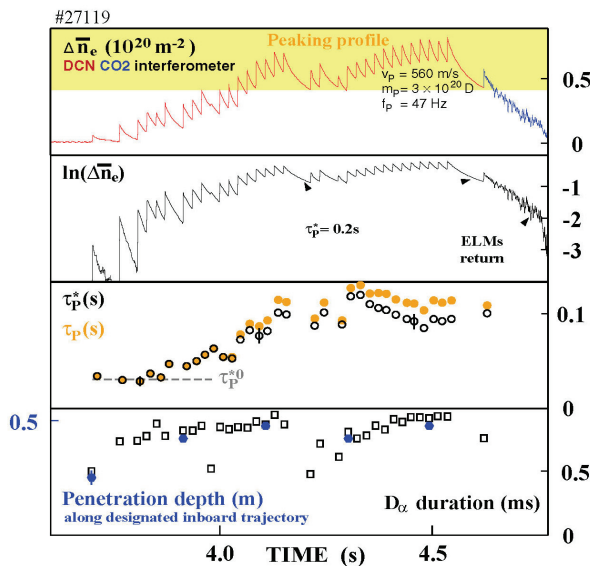 #27119
Δn̅e (10²⁰ m⁻²)
Peaking profile
DCN CO2 interferometer
vP = 560 m/s
mP = 3 × 10²⁰ D
fP = 47 Hz
0.5
0
ln(Δn̅e)
-1
τP* = 0.2s
-2
ELMs
return
-3
τP*(s)
τP(s)
0.1
τP*0
0
0.5
0.5
Penetration depth (m)
along designated inboard trajectory
Dα duration (ms)
0
4.0
4.5
TIME (s)